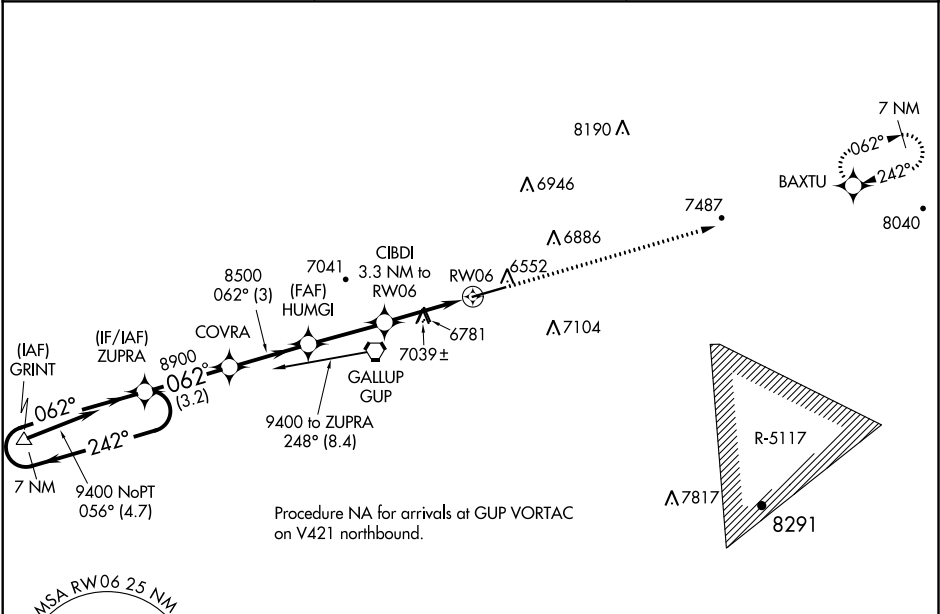 7 NM
062°
242°
BAXTU
8040
8190
6946
7487
6886
6552
RW06
CIBDI
3.3 NM to
RW06
7041
(FAF)
HUMGI
8500
062° (3)
COVRA
(IF/IAF)
ZUPRA
8900
062°
(3.2)
(IAF)
GRINT
062°
242°
7 NM
9400 NoPT
056° (4.7)
6781
7039±
7104
GALLUP
GUP
9400 to ZUPRA
248° (8.4)
R-5117
7817
8291
Procedure NA for arrivals at GUP VORTAC
on V421 northbound.
MSA RW06 25 NM